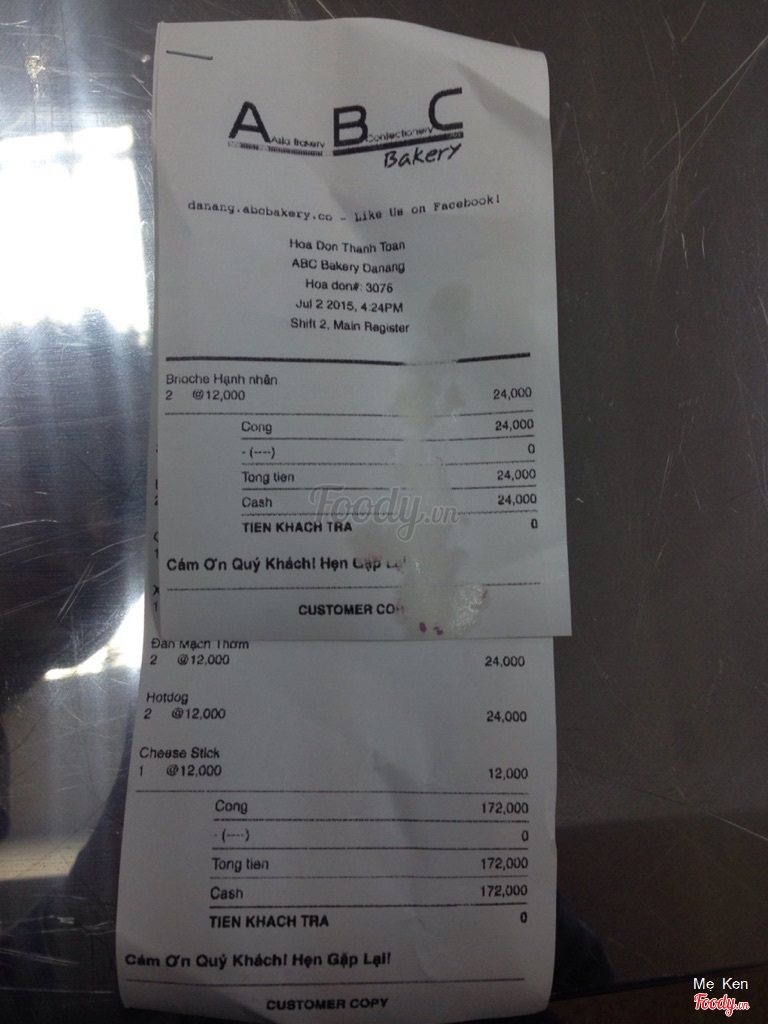 A Asia Bakery B Confectionery C
Bakery
danang.abcbakery.co - Like Us on Facebook!
Hoa Don Thanh Toan
ABC Bakery Danang
Hoa don#: 3076
Jul 2 2015, 4:24PM
Shift 2, Main Register
Brioche Hạnh nhân
2 @12,000 24,000
Cong 24,000
- (----) 0
Tong tien 24,000
Cash 24,000
TIEN KHACH TRA 0
Foody.vn
Cám Ơn Quý Khách! Hẹn Gặp
CUSTOMER
Đan Mạch Thơm
2 @12,000 24,000
Hotdog
2 @12,000 24,000
Cheese Stick
1 @12,000 12,000
Cong 172,000
- (----) 0
Tong tien 172,000
Cash 172,000
TIEN KHACH TRA 0
Cám Ơn Quý Khách! Hẹn Gặp Lại!
CUSTOMER COPY
Mẹ Ken
Foody.vn